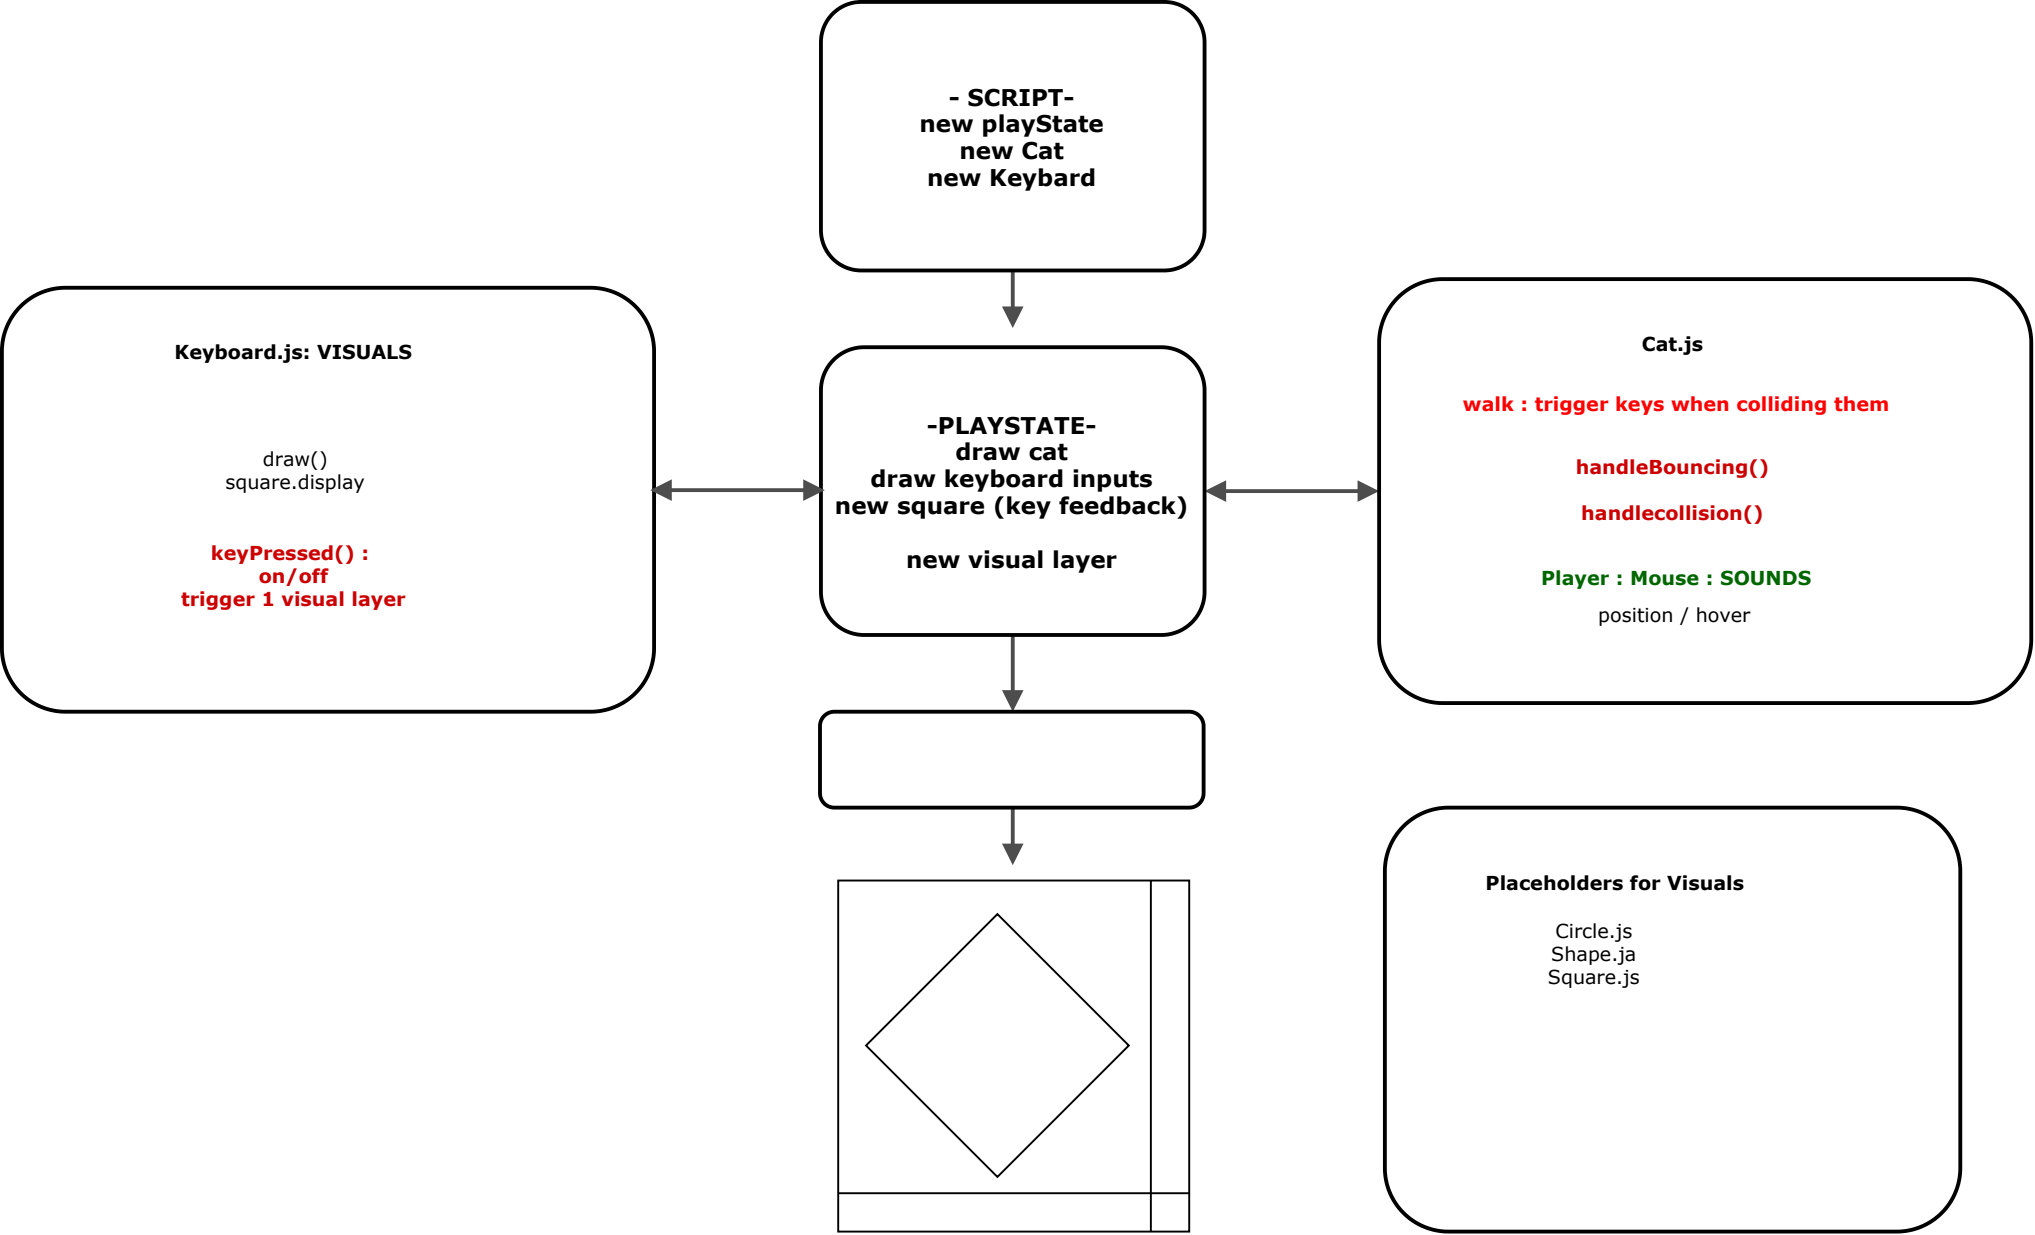 - SCRIPT-
new playState
new Cat
new Keybard
Keyboard.js: VISUALS
draw()
square.display
keyPressed() :
on/off
trigger 1 visual layer
-PLAYSTATE-
draw cat
draw keyboard inputs
new square (key feedback)
new visual layer
Cat.js
walk : trigger keys when colliding them
handleBouncing()
handlecollision()
Player : Mouse : SOUNDS
position / hover
Placeholders for Visuals
Circle.js
Shape.ja
Square.js